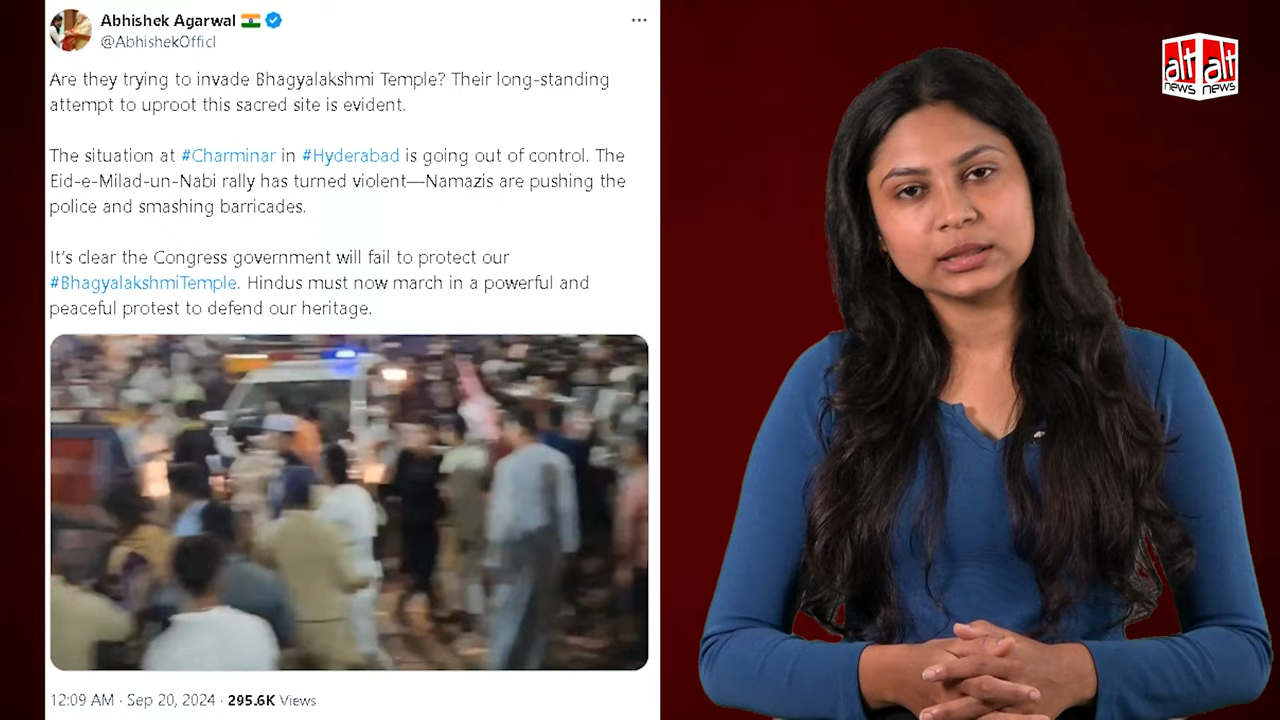 Abhishek Agarwal
@AbhishekOfficl
Are they trying to invade Bhagyalakshmi Temple? Their long-standing
attempt to uproot this sacred site is evident.
The situation at #Charminar in #Hyderabad is going out of control. The
Eid-e-Milad-un-Nabi rally has turned violent—Namazis are pushing the
police and smashing barricades.
It's clear the Congress government will fail to protect our
#BhagyalakshmiTemple. Hindus must now march in a powerful and
peaceful protest to defend our heritage.
12:09 AM · Sep 20, 2024 · 295.6K Views
alt alt
news news